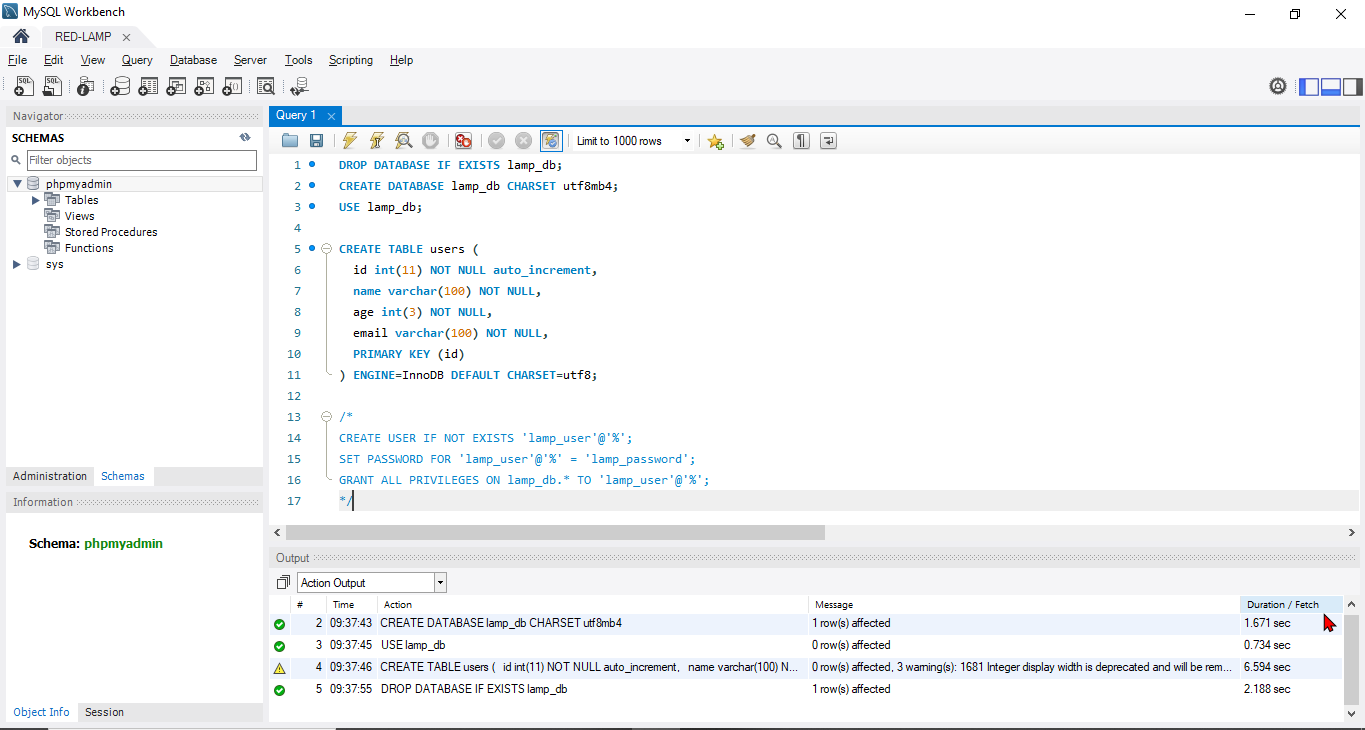 MySQL Workbench
RED-LAMP
File Edit View Query Database Server Tools Scripting Help
Navigator
SCHEMAS
Filter objects
phpmyadmin
Tables
Views
Stored Procedures
Functions
sys
Administration Schemas
Information
Schema: phpmyadmin
Object Info Session
Query 1
Limit to 1000 rows
1 DROP DATABASE IF EXISTS lamp_db;
2 CREATE DATABASE lamp_db CHARSET utf8mb4;
3 USE lamp_db;
4
5 CREATE TABLE users (
6 id int(11) NOT NULL auto_increment,
7 name varchar(100) NOT NULL,
8 age int(3) NOT NULL,
9 email varchar(100) NOT NULL,
10 PRIMARY KEY (id)
11 ) ENGINE=InnoDB DEFAULT CHARSET=utf8;
12
13 /*
14 CREATE USER IF NOT EXISTS 'lamp_user'@'%';
15 SET PASSWORD FOR 'lamp_user'@'%' = 'lamp_password';
16 GRANT ALL PRIVILEGES ON lamp_db.* TO 'lamp_user'@'%';
17 */
Output
Action Output
# Time Action Message Duration / Fetch
2 09:37:43 CREATE DATABASE lamp_db CHARSET utf8mb4 1 row(s) affected 1.671 sec
3 09:37:45 USE lamp_db 0 row(s) affected 0.734 sec
4 09:37:46 CREATE TABLE users ( id int(11) NOT NULL auto_increment, name varchar(100) N... 0 row(s) affected, 3 warning(s): 1681 Integer display width is deprecated and will be rem... 6.594 sec
5 09:37:55 DROP DATABASE IF EXISTS lamp_db 1 row(s) affected 2.188 sec